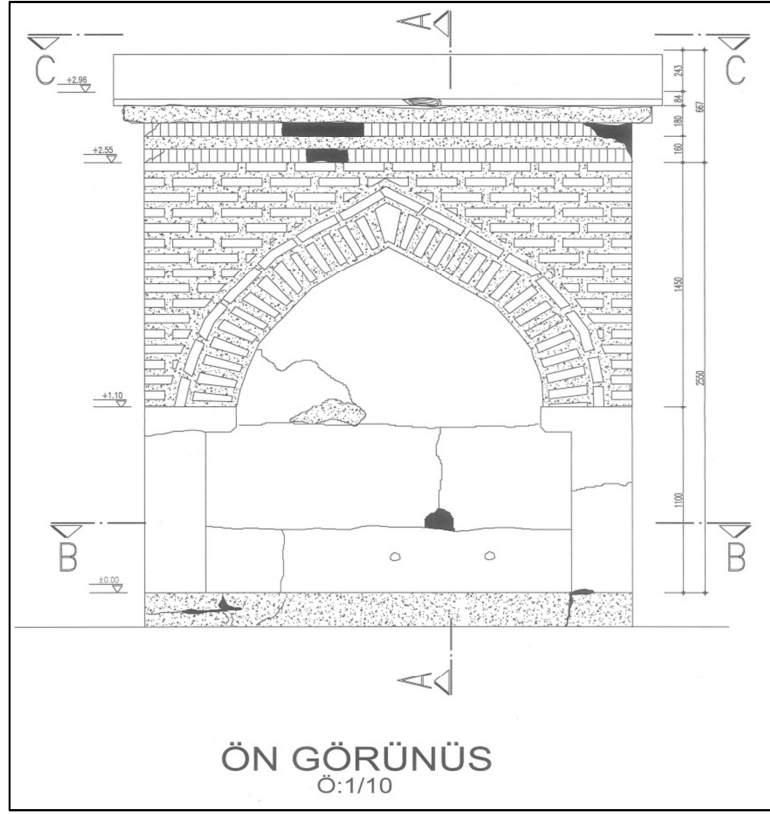 A A
C C
+2.96
243
84
667
180
+2.55
160
1450
2550
+1.10
1100
B B
±0.00
A A
ÖN GÖRÜNÜS
Ö:1/10